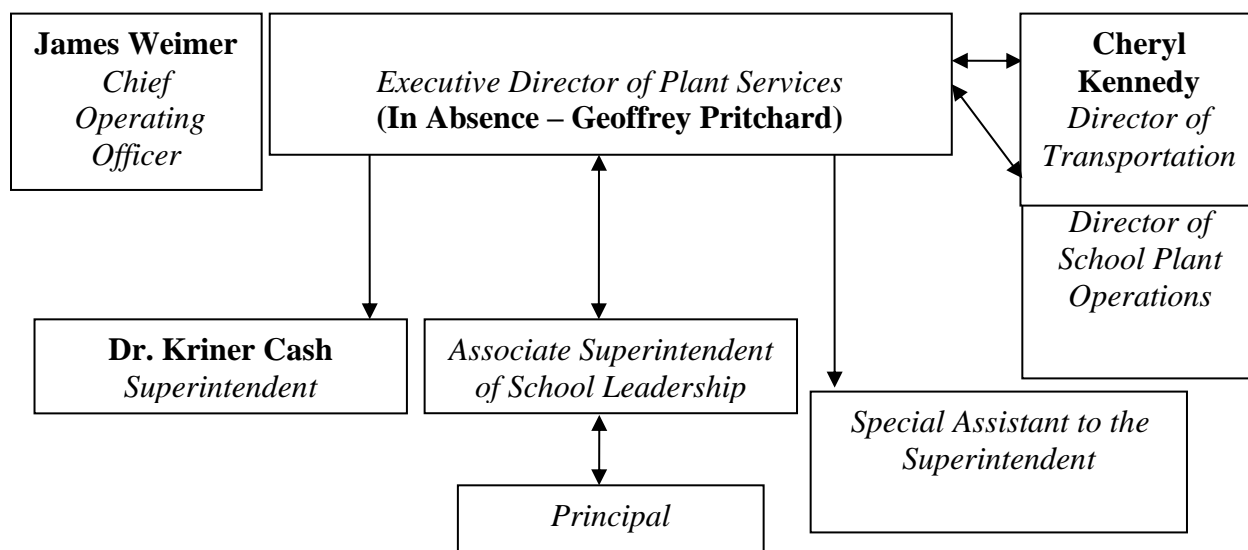 James Weimer
Chief
Operating
Officer
Executive Director of Plant Services
(In Absence – Geoffrey Pritchard)
Cheryl
Kennedy
Director of
Transportation
Director of
School Plant
Operations
Dr. Kriner Cash
Superintendent
Associate Superintendent
of School Leadership
Special Assistant to the
Superintendent
Principal